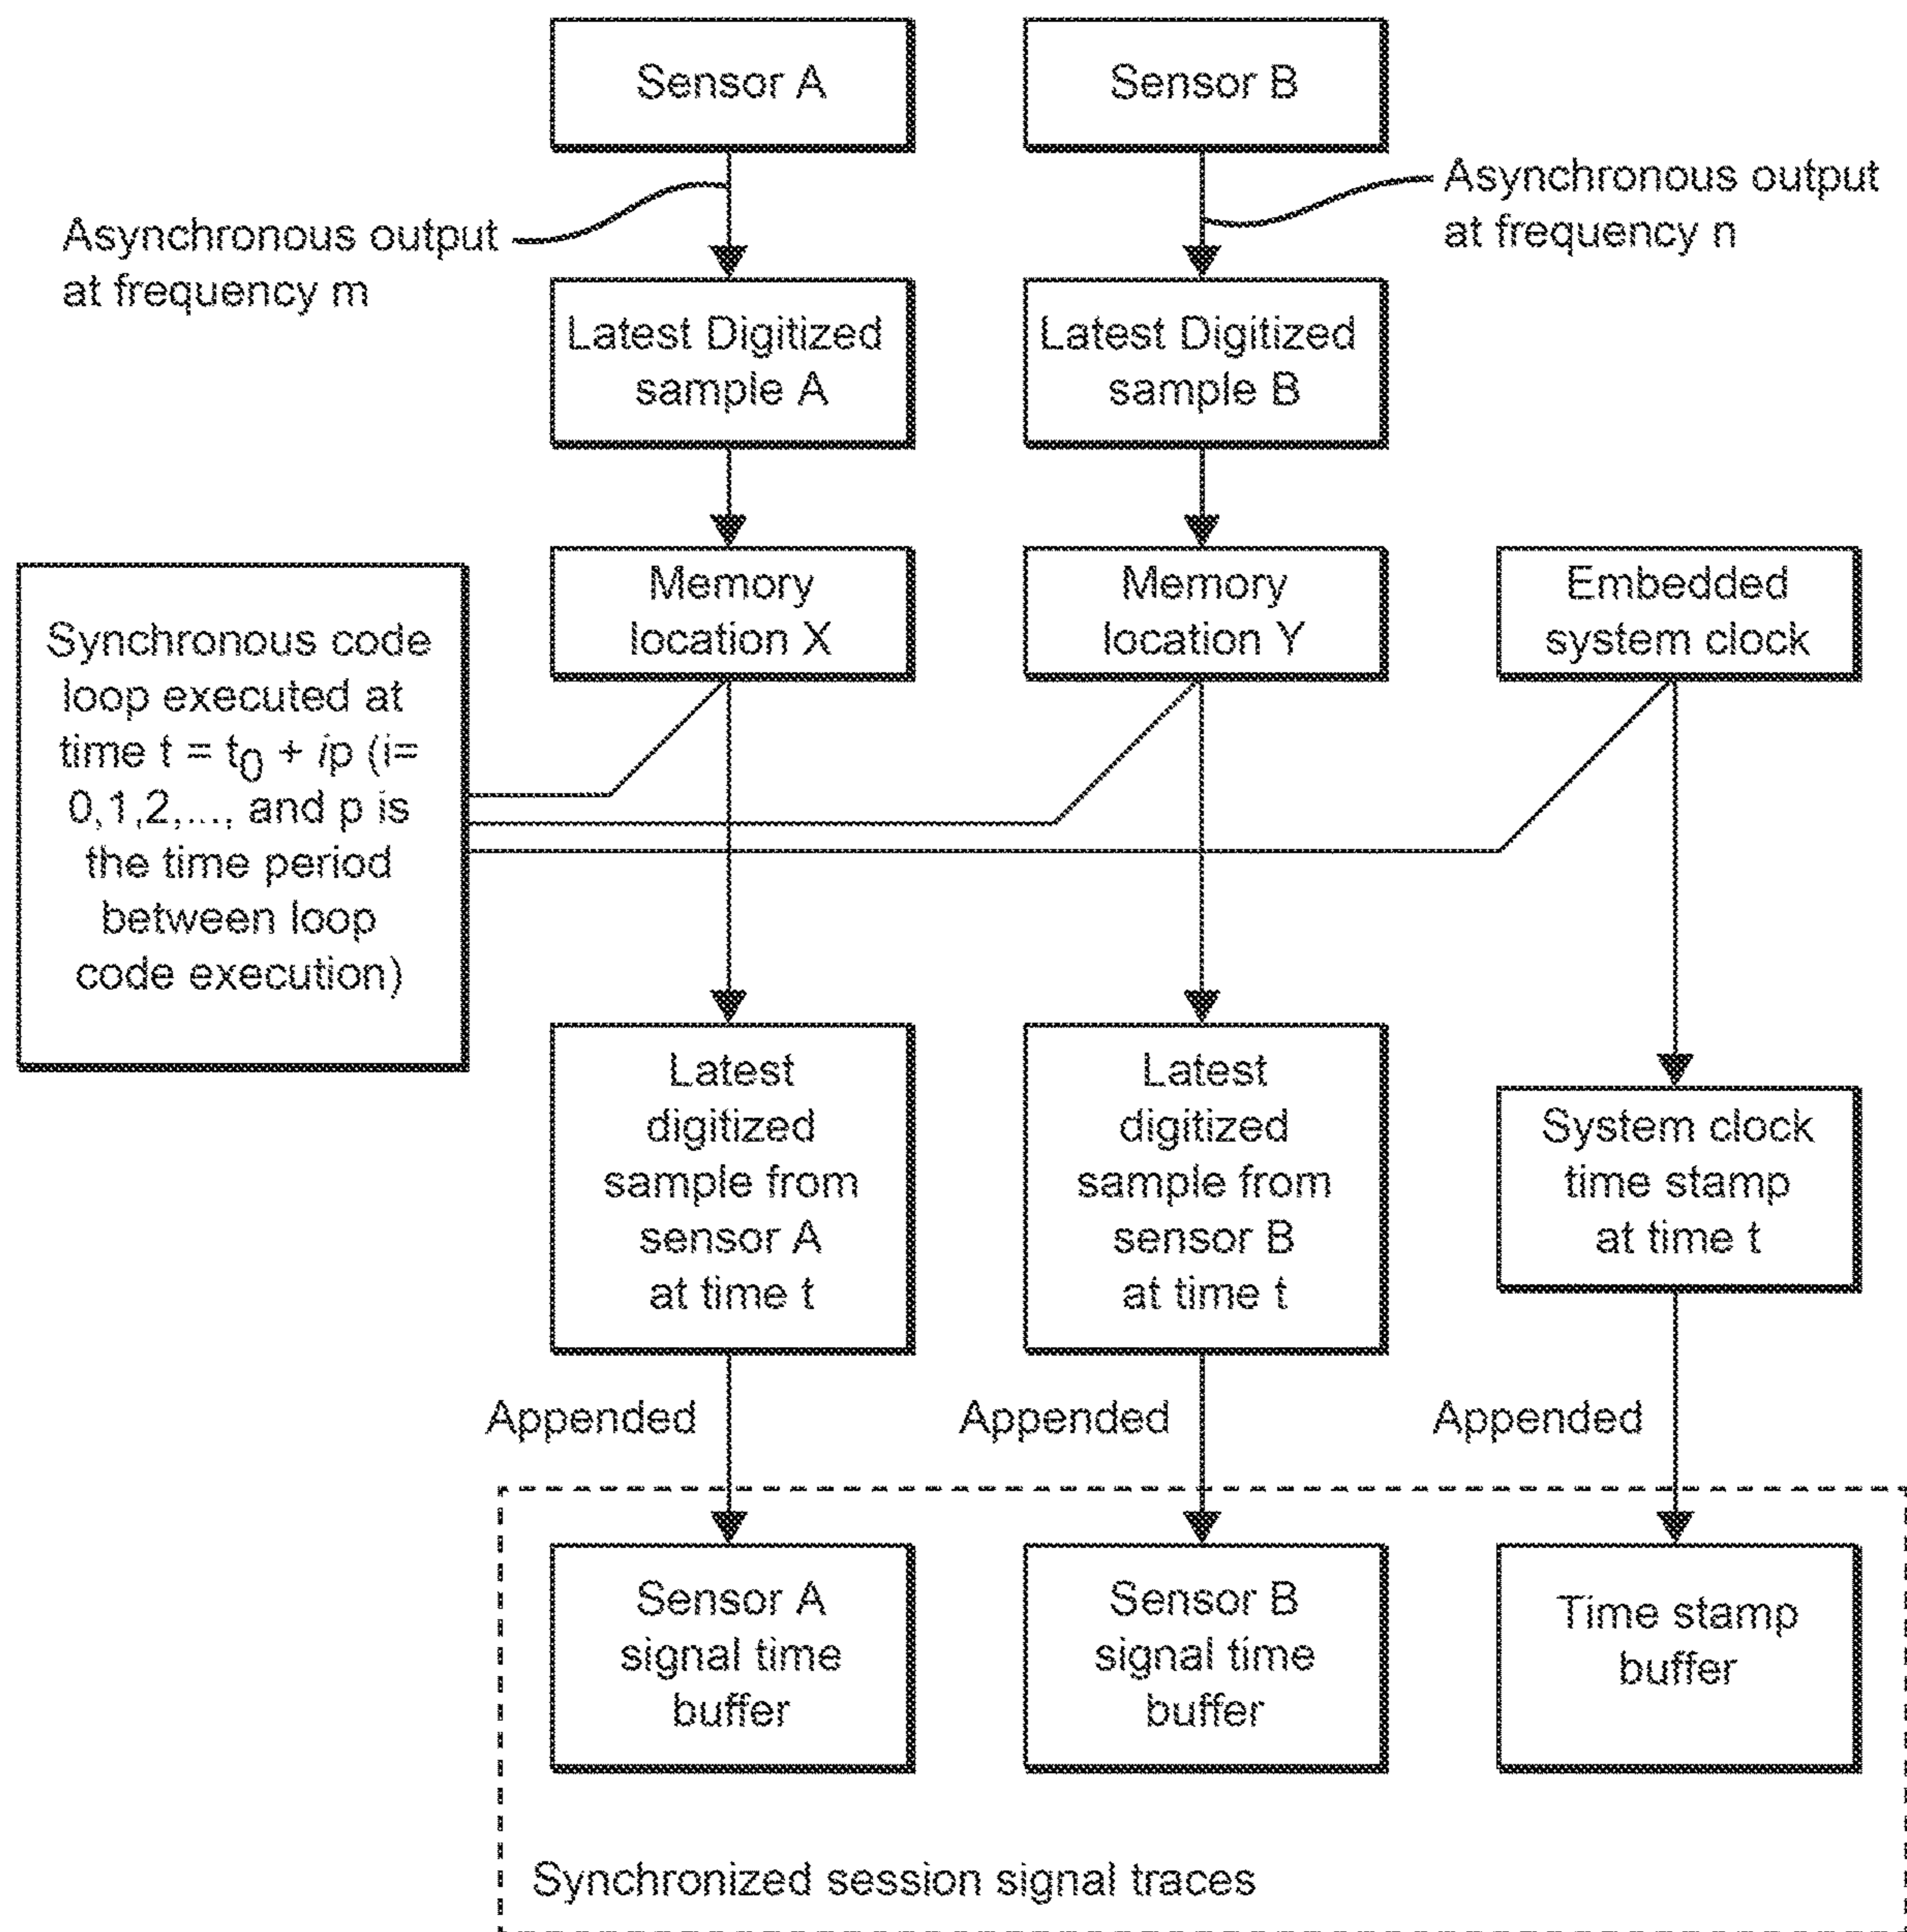 Sensor A
Sensor B
Asynchronous output
at frequency m
Asynchronous output
at frequency n
Latest Digitized
sample A
Latest Digitized
sample B
Memory
location X
Memory
location Y
Embedded
system clock
Synchronous code
loop executed at
time t = t0 + ip (i=
0,1,2,..., and p is
the time period
between loop
code execution)
Latest
digitized
sample from
sensor A
at time t
Latest
digitized
sample from
sensor B
at time t
System clock
time stamp
at time t
Appended
Appended
Appended
Sensor A
signal time
buffer
Sensor B
signal time
buffer
Time stamp
buffer
Synchronized session signal traces